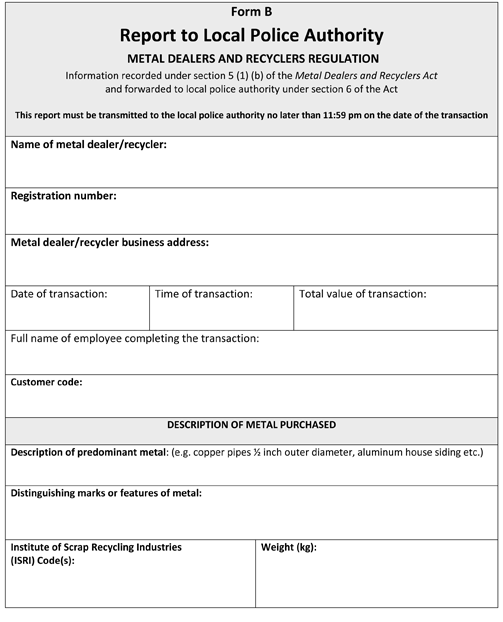 Form B
Report to Local Police Authority
METAL DEALERS AND RECYCLERS REGULATION
Information recorded under section 5 (1) (b) of the Metal Dealers and Recyclers Act
and forwarded to local police authority under section 6 of the Act
This report must be transmitted to the local police authority no later than 11:59 pm on the date of the transaction
Name of metal dealer/recycler:
Registration number:
Metal dealer/recycler business address:
Date of transaction:
Time of transaction:
Total value of transaction:
Full name of employee completing the transaction:
Customer code:
DESCRIPTION OF METAL PURCHASED
Description of predominant metal: (e.g. copper pipes ½ inch outer diameter, aluminum house siding etc.)
Distinguishing marks or features of metal:
Institute of Scrap Recycling Industries
(ISRI) Code(s):
Weight (kg):